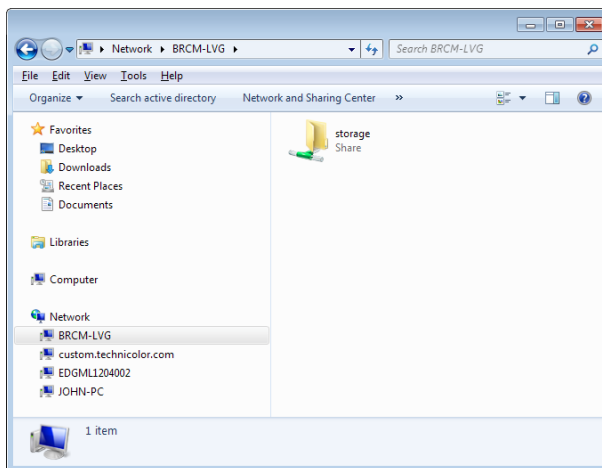 Network BRCM-LVG
Search BRCM-LVG
File Edit View Tools Help
Organize Search active directory Network and Sharing Center »
Favorites
Desktop
Downloads
Recent Places
Documents
Libraries
Computer
Network
BRCM-LVG
custom.technicolor.com
EDGML1204002
JOHN-PC
storage
Share
1 item